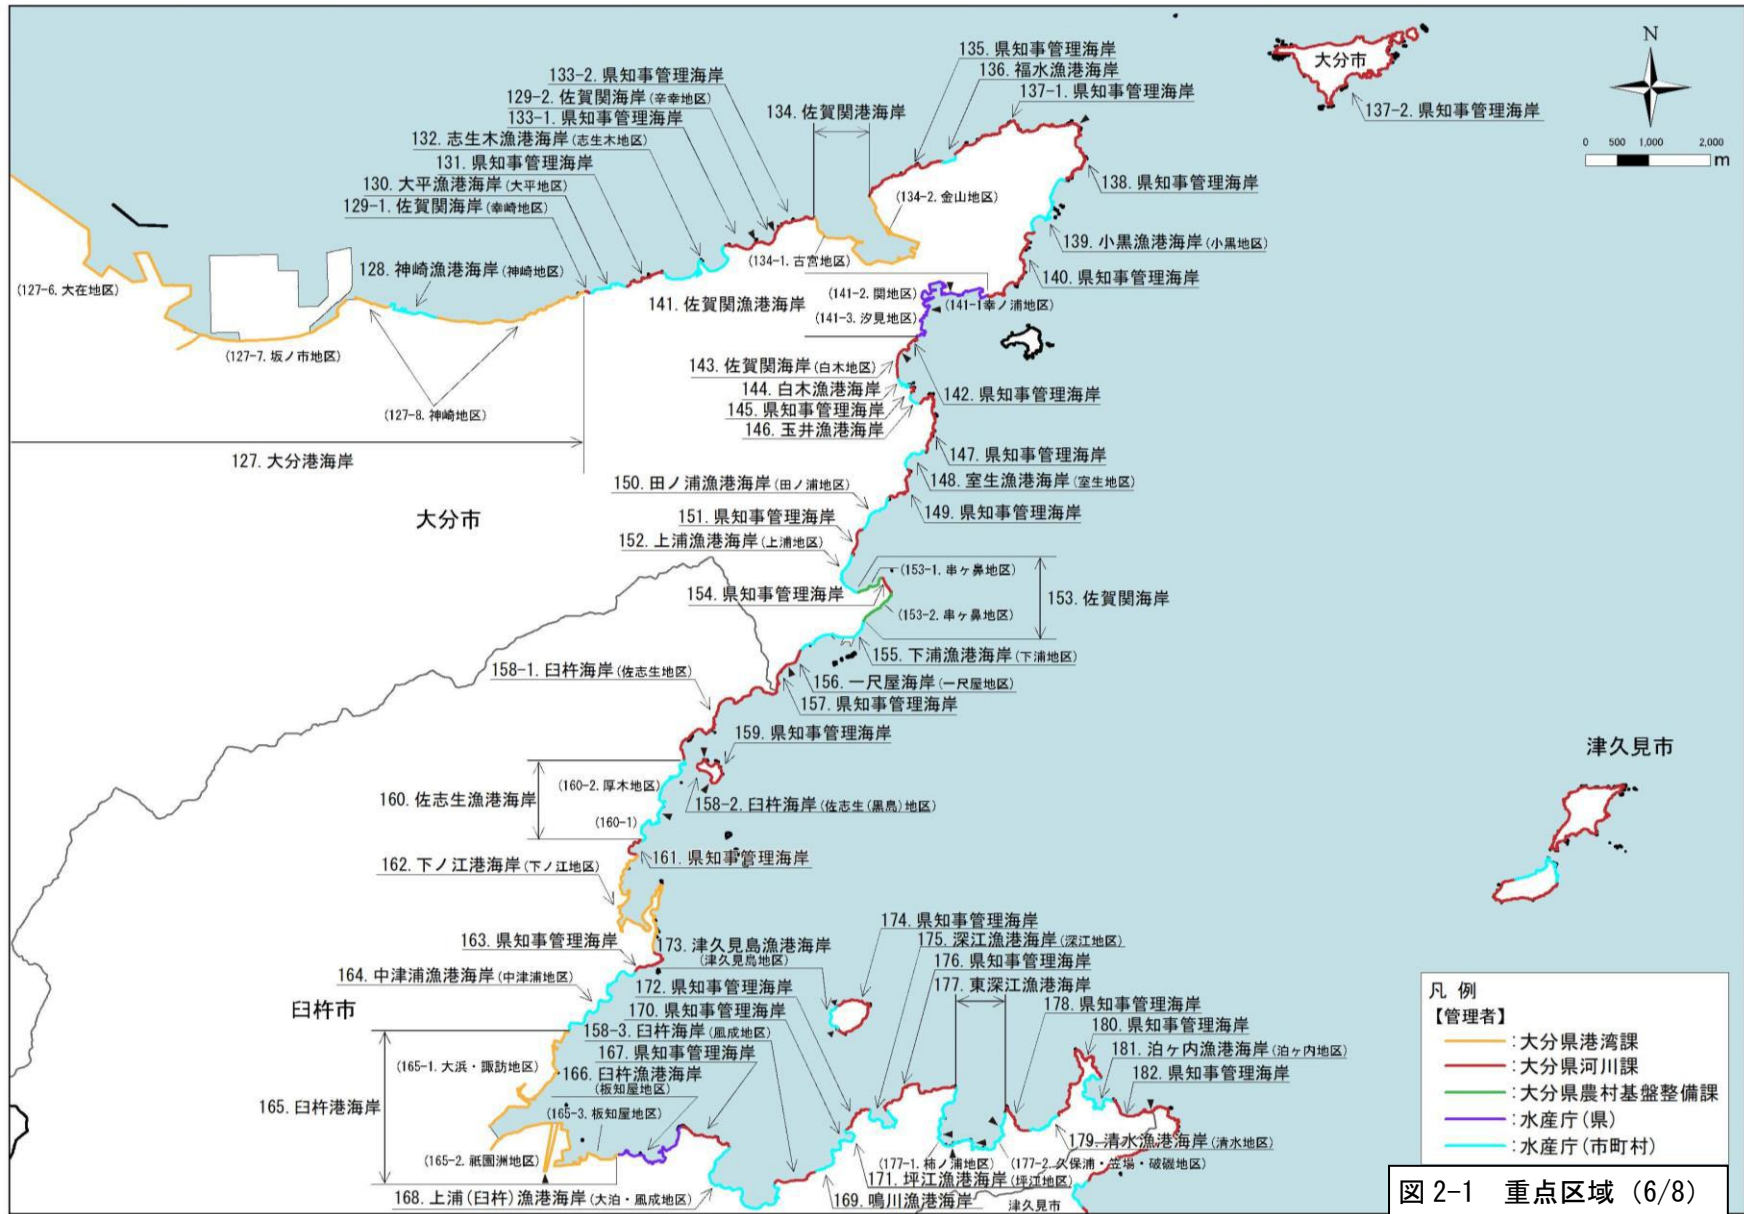 135. 県知事管理海岸
136. 福水漁港海岸
137-1. 県知事管理海岸
133-2. 県知事管理海岸
129-2. 佐賀関海岸(辛幸地区)
133-1. 県知事管理海岸
134. 佐賀関港海岸
132. 志生木漁港海岸(志生木地区)
131. 県知事管理海岸
130. 大平漁港海岸(大平地区)
129-1. 佐賀関海岸(幸崎地区)
大分市
137-2. 県知事管理海岸
N
0 500 1,000 2,000
m
138. 県知事管理海岸
(134-2. 金山地区)
139. 小黒漁港海岸(小黒地区)
(134-1. 古宮地区)
140. 県知事管理海岸
128. 神崎漁港海岸(神崎地区)
(127-6. 大在地区)
141. 佐賀関漁港海岸
(141-2. 関地区)
(141-1幸ノ浦地区)
(141-3. 汐見地区)
(127-7. 坂ノ市地区)
143. 佐賀関海岸(白木地区)
144. 白木漁港海岸
142. 県知事管理海岸
145. 県知事管理海岸
146. 玉井漁港海岸
(127-8. 神崎地区)
127. 大分港海岸
147. 県知事管理海岸
148. 室生漁港海岸(室生地区)
150. 田ノ浦漁港海岸(田ノ浦地区)
149. 県知事管理海岸
大分市
151. 県知事管理海岸
152. 上浦漁港海岸(上浦地区)
(153-1. 串ヶ鼻地区)
154. 県知事管理海岸
153. 佐賀関海岸
(153-2. 串ヶ鼻地区)
155. 下浦漁港海岸(下浦地区)
158-1. 臼杵海岸(佐志生地区)
156. 一尺屋海岸(一尺屋地区)
157. 県知事管理海岸
159. 県知事管理海岸
津久見市
(160-2. 厚木地区)
160. 佐志生漁港海岸
158-2. 臼杵海岸(佐志生(黒島)地区)
(160-1)
161. 県知事管理海岸
162. 下ノ江港海岸(下ノ江地区)
163. 県知事管理海岸
173. 津久見島漁港海岸
(津久見島地区)
174. 県知事管理海岸
175. 深江漁港海岸(深江地区)
176. 県知事管理海岸
177. 東深江漁港海岸
164. 中津浦漁港海岸(中津浦地区)
172. 県知事管理海岸
170. 県知事管理海岸
158-3. 臼杵海岸(風成地区)
167. 県知事管理海岸
166. 臼杵漁港海岸
(板知屋地区)
178. 県知事管理海岸
180. 県知事管理海岸
181. 泊ヶ内漁港海岸(泊ヶ内地区)
182. 県知事管理海岸
臼杵市
(165-1. 大浜・諏訪地区)
165. 臼杵港海岸
(165-3. 板知屋地区)
(165-2. 祇園洲地区)
168. 上浦(臼杵)漁港海岸(大泊・風成地区)
179. 清水漁港海岸(清水地区)
(177-1. 柿ノ浦地区)
(177-2. 久保浦・笠場・破磯地区)
171. 坪江漁港海岸(坪江地区)
169. 鳴川漁港海岸
津久見市
凡 例
【管理者】
:大分県港湾課
:大分県河川課
:大分県農村基盤整備課
:水産庁(県)
:水産庁(市町村)
図 2-1 重点区域 (6/8)